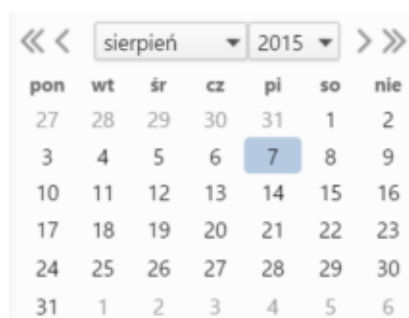 sierpień 2015
pon wt śr cz pi so nie
27 28 29 30 31 1 2
3 4 5 6 7 8 9
10 11 12 13 14 15 16
17 18 19 20 21 22 23
24 25 26 27 28 29 30
31 1 2 3 4 5 6